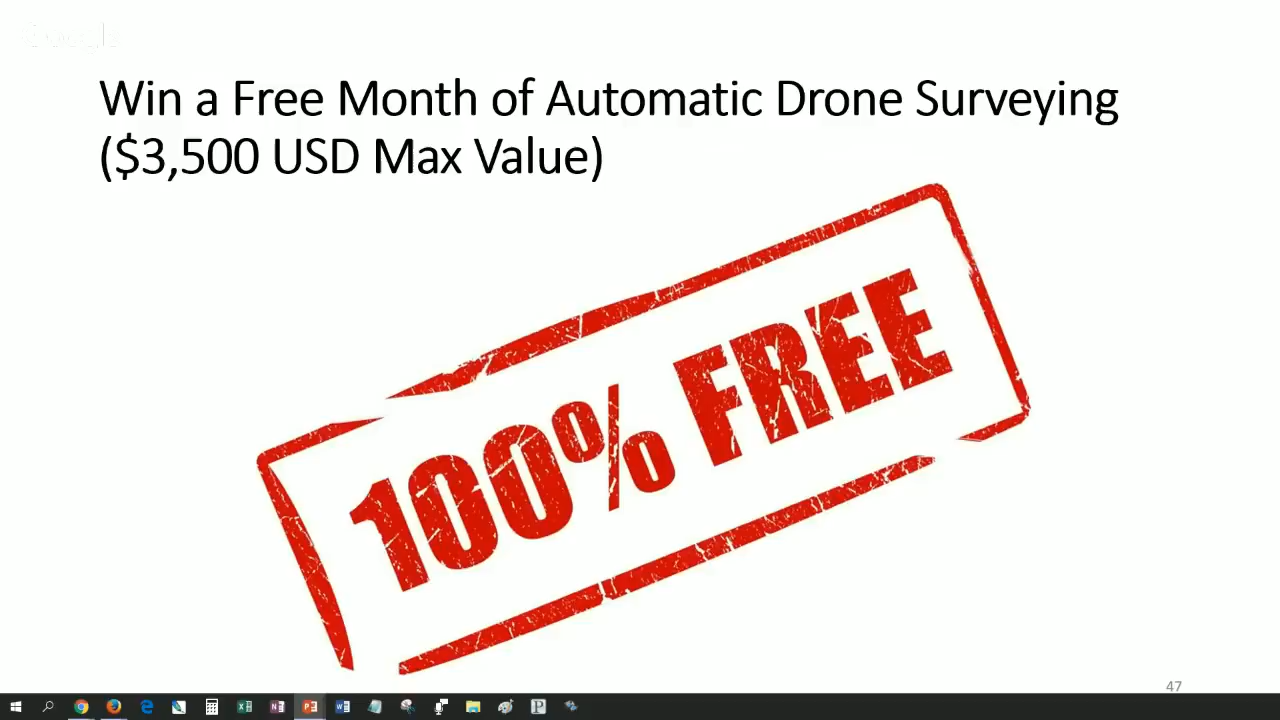 Win a Free Month of Automatic Drone Surveying
($3,500 USD Max Value)
100% FREE
47